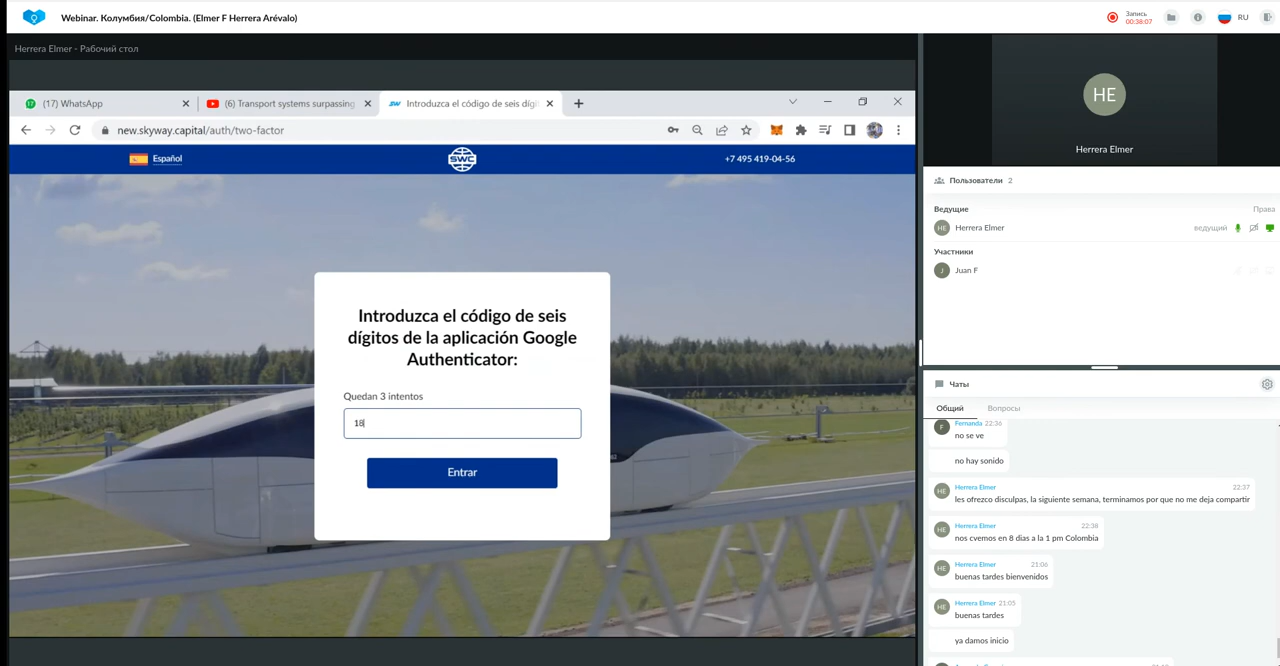 Webinar. Колумбия/Colombia. (Elmer F Herrera Arévalo)
Запись
00:38:07
RU
Herrera Elmer - Рабочий стол
(17) WhatsApp
(6) Transport systems surpassing
Introduzca el código de seis díg
new.skyway.capital/auth/two-factor
Español
SWC
+7 495 419-04-56
Introduzca el código de seis
dígitos de la aplicación Google
Authenticator:
Quedan 3 intentos
18
Entrar
HE
Herrera Elmer
Пользователи 2
Ведущие
Права
HE
Herrera Elmer
ведущий
Участники
J
Juan F
Чаты
Общий
Вопросы
F
Fernanda 22:36
no se ve
no hay sonido
HE
Herrera Elmer
22:37
les ofrezco disculpas, la siguiente semana, terminamos por que no me deja compartir
HE
Herrera Elmer
22:38
nos cvemos en 8 dias a la 1 pm Colombia
HE
Herrera Elmer
21:06
buenas tardes bienvenidos
HE
Herrera Elmer 21:05
buenas tardes
ya damos inicio